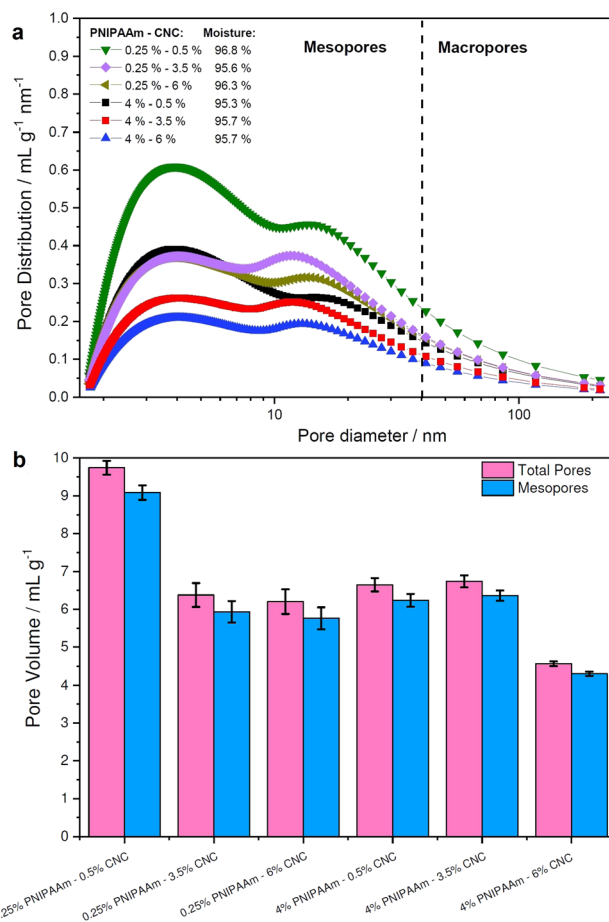 a
PNIPAAm - CNC: Moisture:
0.25 % - 0.5 % 96.8 %
0.25 % - 3.5 % 95.6 %
0.25 % - 6 % 96.3 %
4 % - 0.5 % 95.3 %
4 % - 3.5 % 95.7 %
4 % - 6 % 95.7 %
Mesopores Macropores
Pore Distribution / mL g⁻¹ nm⁻¹
1.0
0.9
0.8
0.7
0.6
0.5
0.4
0.3
0.2
0.1
0.0
10 100
Pore diameter / nm
b
Total Pores
Mesopores
Pore Volume / mL g⁻¹
10
9
8
7
6
5
4
3
2
1
0
.25% PNIPAAm - 0.5% CNC
0.25% PNIPAAm - 3.5% CNC
0.25% PNIPAAm - 6% CNC
4% PNIPAAm - 0.5% CNC
4% PNIPAAm - 3.5% CNC
4% PNIPAAm - 6% CNC